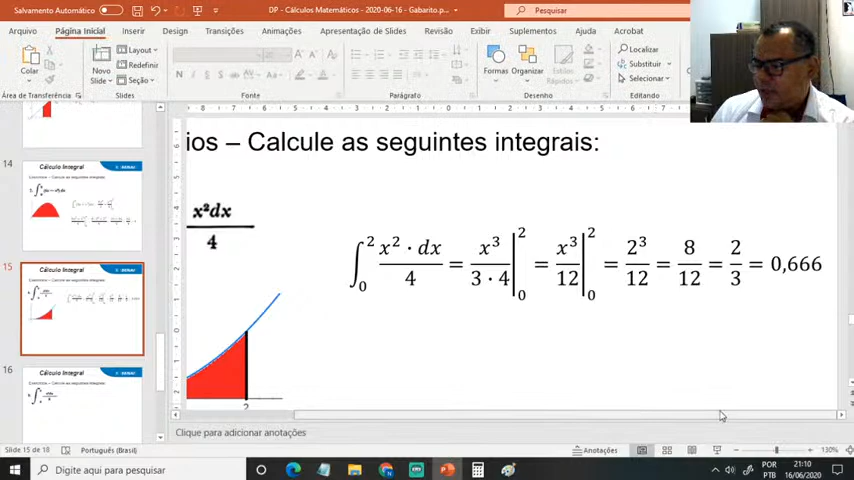 Salvamento Automático
DP - Cálculos Matemáticos - 2020-06-16 - Gabarito.p...
Pesquisar
Arquivo Página Inicial Inserir Design Transições Animações Apresentação de Slides Revisão Exibir Suplementos Ajuda Acrobat
Colar
Novo Slide
Layout
Redefinir
Seção
Formas
Organizar
Estilos Rápidos
Localizar
Substituir
Selecionar
Área de Transferência Slides Fonte Parágrafo Desenho Editando
14
Cálculo Integral
15
Cálculo Integral
16
Cálculo Integral
ios – Calcule as seguintes integrais:
x²dx
4
∫₀² x² · dx / 4 = x³ / 3 · 4 |₀² = x³ / 12 |₀² = 2³ / 12 = 8 / 12 = 2 / 3 = 0,666
2
Clique para adicionar anotações
Slide 15 de 18 Português (Brasil) Anotações 130%
Digite aqui para pesquisar
POR
PTB
21:10
16/06/2020